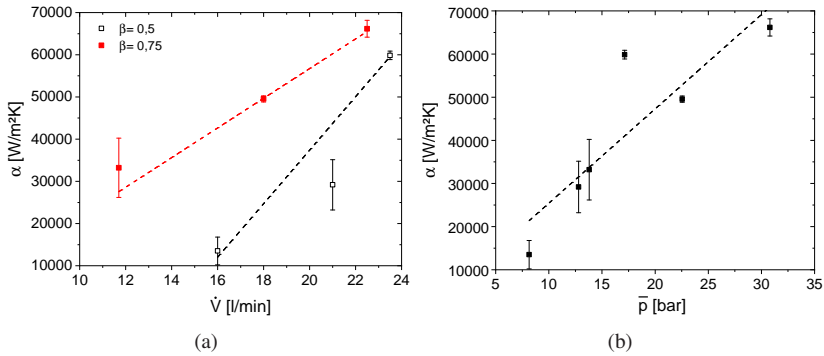 70000
60000
50000
40000
30000
20000
10000
α [W/m²K]
β= 0,5
β= 0,75
10 12 14 16 18 20 22 24
V̇ [l/min]
(a)
70000
60000
50000
40000
30000
20000
10000
α [W/m²K]
5 10 15 20 25 30 35
p̅ [bar]
(b)